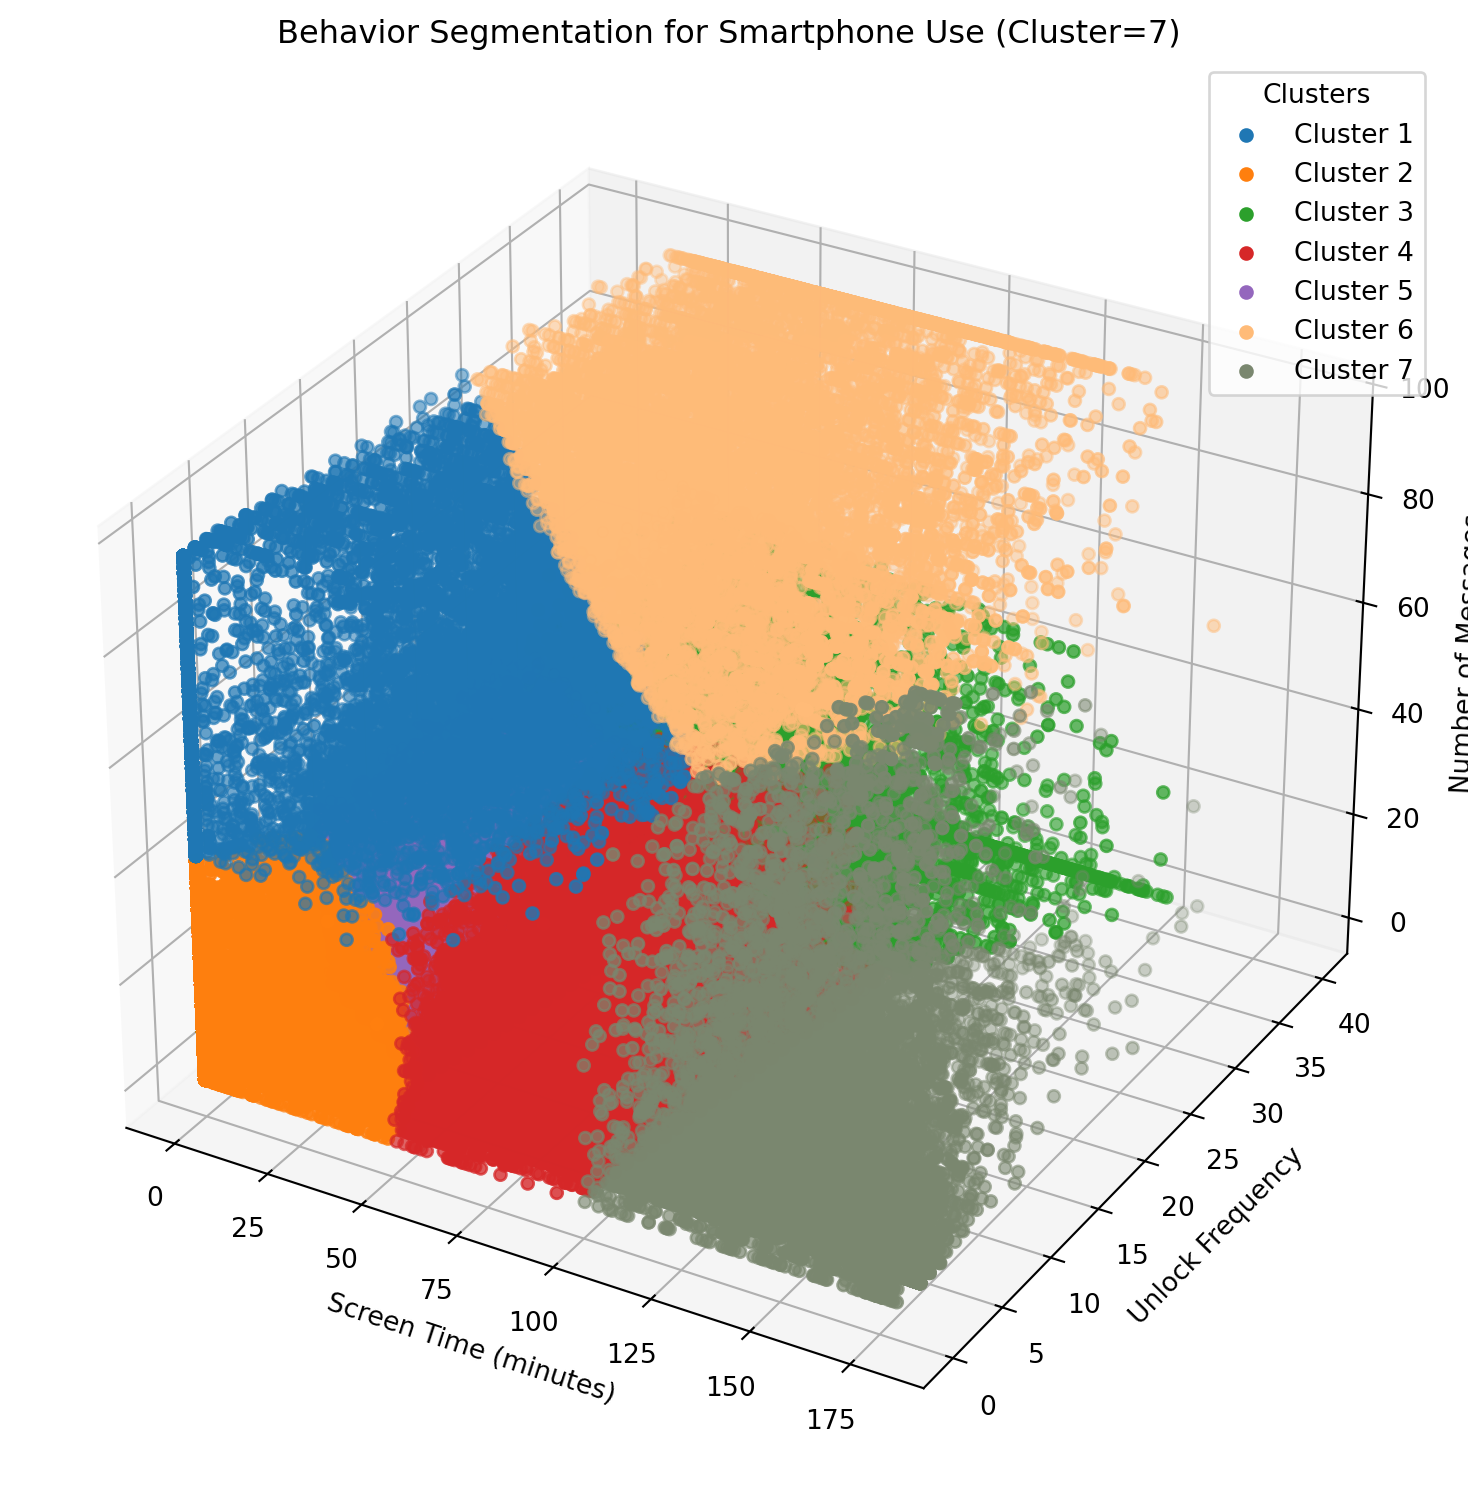 Behavior Segmentation for Smartphone Use (Cluster=7)
Clusters
Cluster 1
Cluster 2
Cluster 3
Cluster 4
Cluster 5
Cluster 6
Cluster 7
100
80
60
40
20
0
Number of Messages
40
35
30
25
20
15
10
5
0
Unlock Frequency
0
25
50
75
100
125
150
175
Screen Time (minutes)